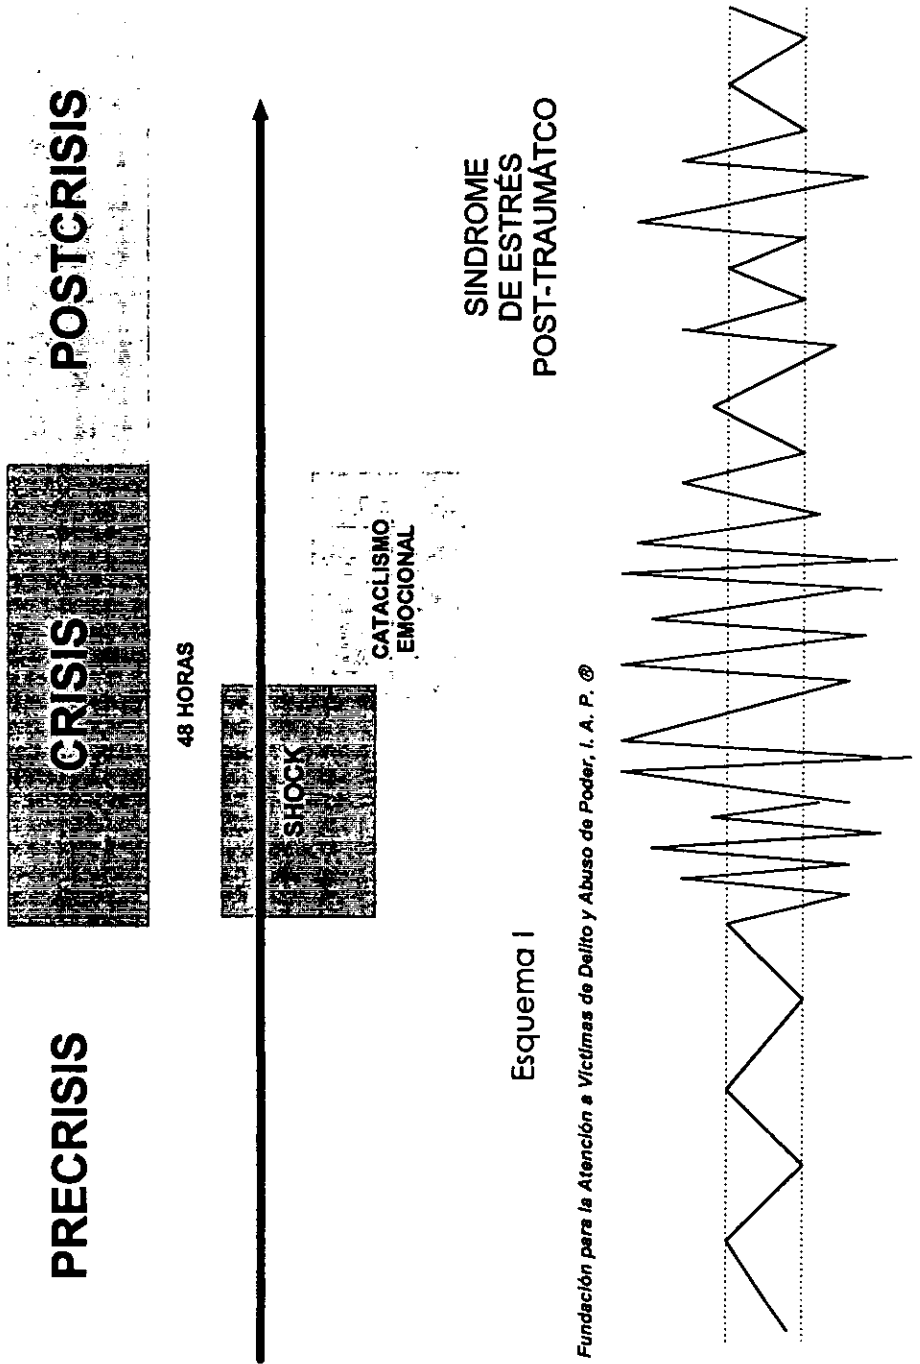 PRECRISIS
CRISIS
POSTCRISIS
48 HORAS
SHOCK
CATACLISMO
EMOCIONAL
SINDROME
DE ESTRÉS
POST-TRAUMÁTCO
Esquema I
Fundación para la Atención a Víctimas de Delito y Abuso de Poder, I. A. P. ®